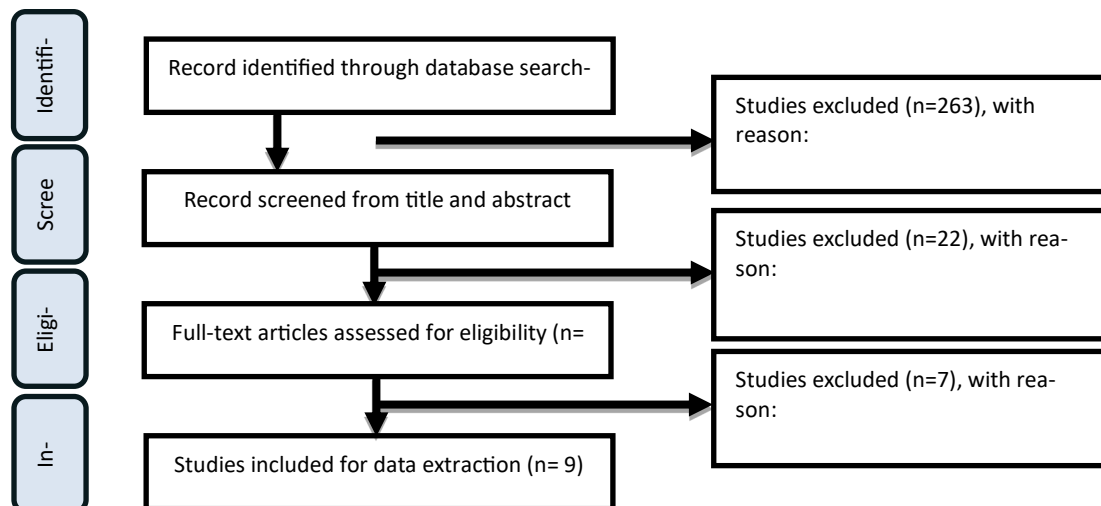 Identifi-
Record identified through database search-
Studies excluded (n=263), with
reason:
Scree
Record screened from title and abstract
Studies excluded (n=22), with rea-
son:
Eligi-
Full-text articles assessed for eligibility (n=
Studies excluded (n=7), with rea-
son:
In-
Studies included for data extraction (n= 9)